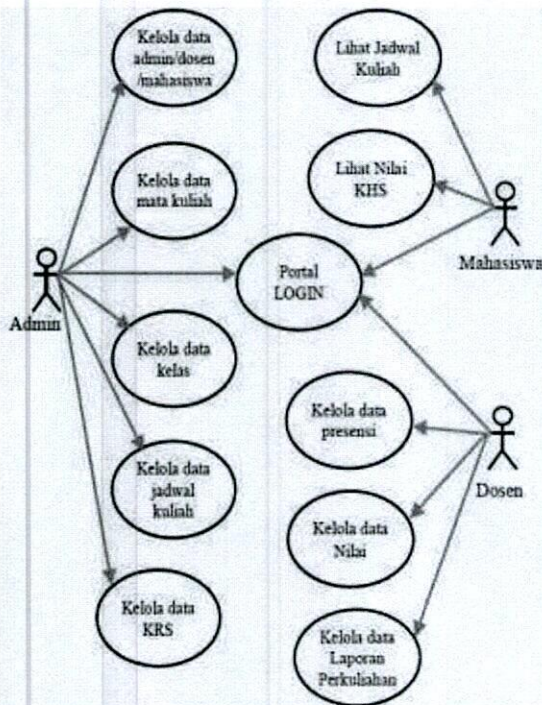 Kelola data
admin/dosen
/mahasiswa
Lihat Jadwal
Kuliah
Kelola data
mata kuliah
Lihat Nilai
KHS
Mahasiswa
Portal
LOGIN
Admin
Kelola data
kelas
Kelola data
presensi
Dosen
Kelola data
jadwal
kuliah
Kelola data
Nilai
Kelola data
KRS
Kelola data
Laporan
Perkuliahan